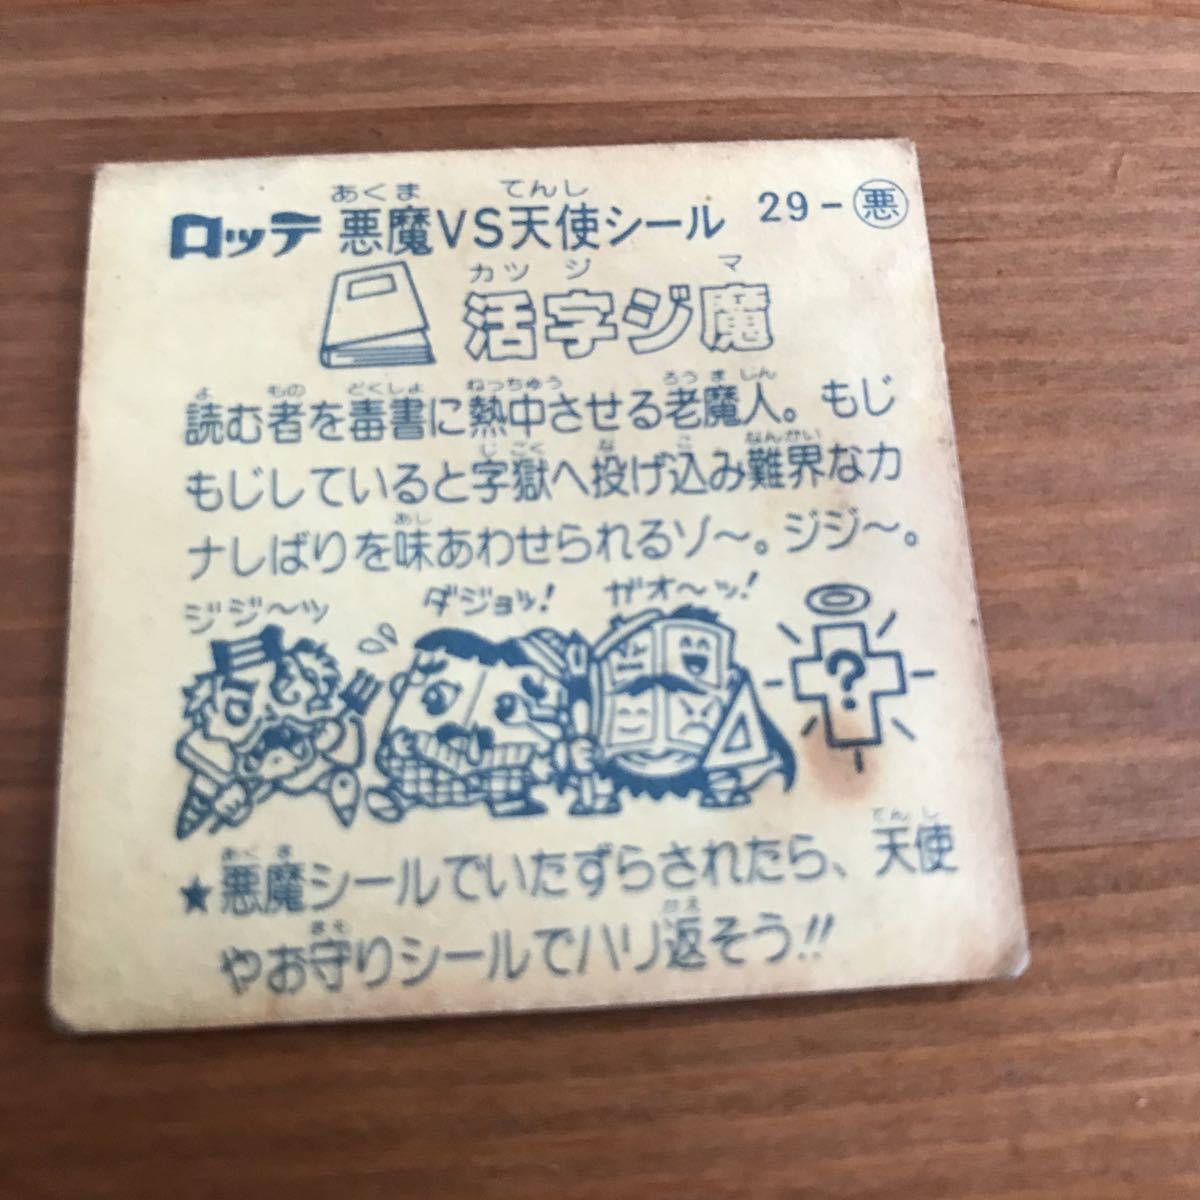 あくま てんし
ロッテ 悪魔VS天使シール 29-悪
カツ ジ マ
活字ジ魔
よ もの どくしょ ねっちゅう ろう ま じん
読む者を毒書に熱中させる老魔人。もじ
じ ごく な こ なんかい
もじしていると字獄へ投げ込み難界なカ
あじ
ナしばりを味あわせられるゾ〜。ジジ〜。
ジジ〜ッ ダジョッ! ガオ〜ッ!
?
あく ま てん し
★悪魔シールでいたずらされたら、天使
まも かえ
やお守りシールでハリ返そう!!